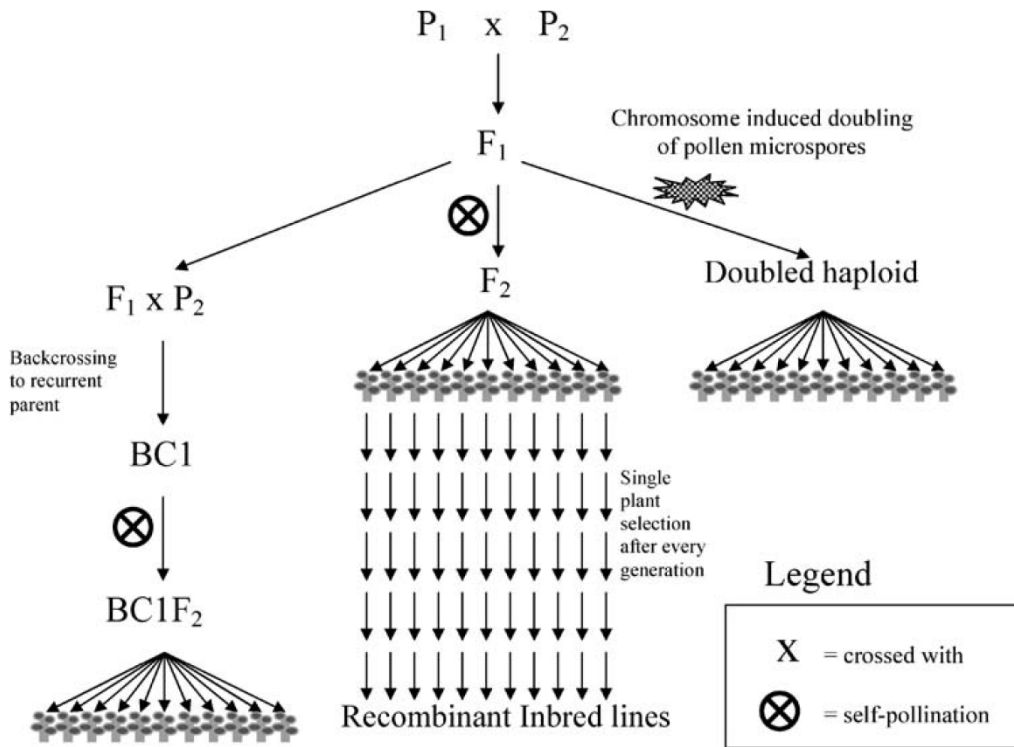 P₁ x P₂
F₁
Chromosome induced doubling
of pollen microspores
F₁ x P₂
F₂
Doubled haploid
Backcrossing
to recurrent
parent
BC1
Single
plant
selection
after every
generation
BC1F₂
Recombinant Inbred lines
Legend
X = crossed with
⊗ = self-pollination